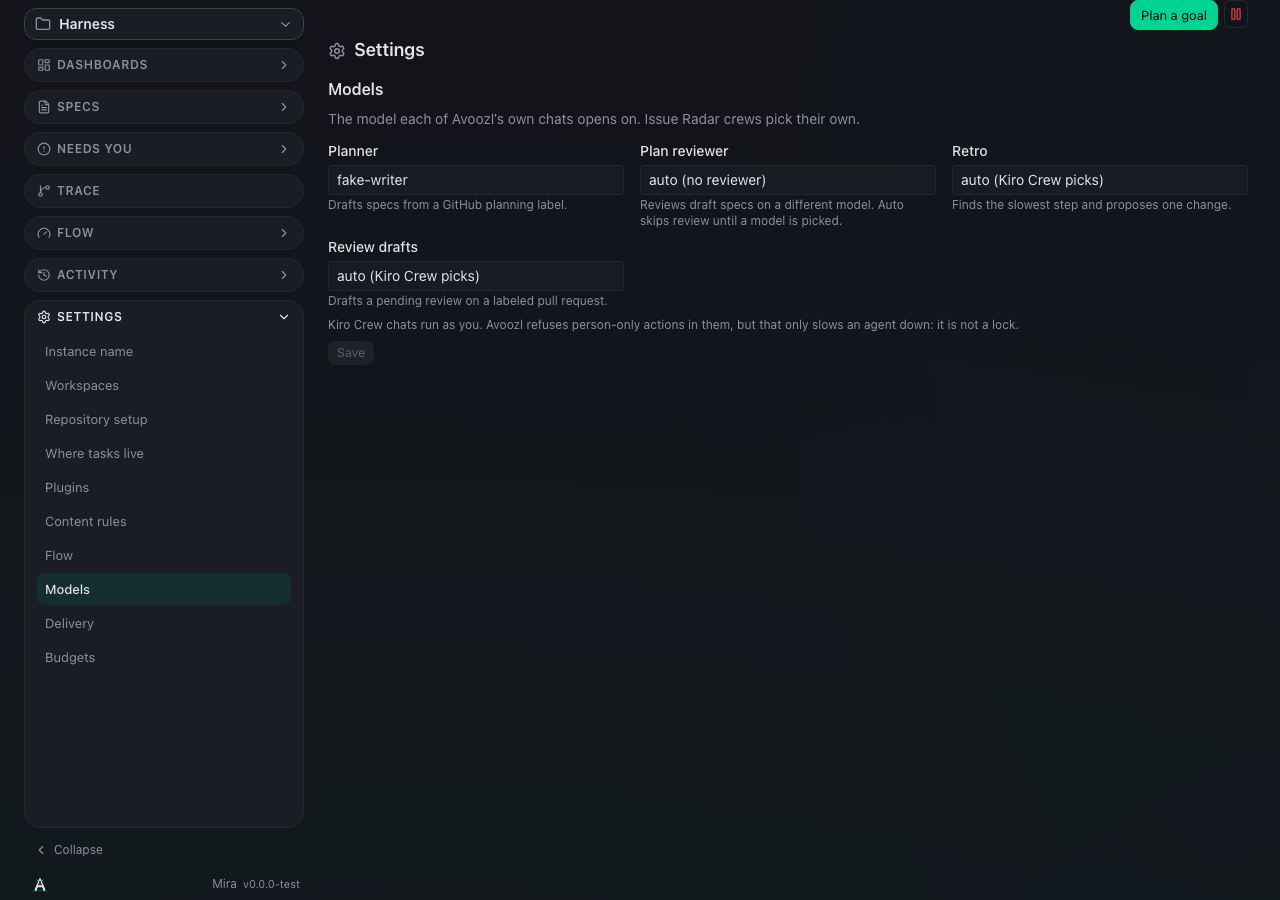 Harness
DASHBOARDS
SPECS
NEEDS YOU
TRACE
FLOW
ACTIVITY
SETTINGS
Instance name
Workspaces
Repository setup
Where tasks live
Plugins
Content rules
Flow
Models
Delivery
Budgets
Collapse
A
Mira v0.0.0-test
Plan a goal
Settings
Models
The model each of Avoozl's own chats opens on. Issue Radar crews pick their own.
Planner
fake-writer
Drafts specs from a GitHub planning label.
Plan reviewer
auto (no reviewer)
Reviews draft specs on a different model. Auto
skips review until a model is picked.
Retro
auto (Kiro Crew picks)
Finds the slowest step and proposes one change.
Review drafts
auto (Kiro Crew picks)
Drafts a pending review on a labeled pull request.
Kiro Crew chats run as you. Avoozl refuses person-only actions in them, but that only slows an agent down: it is not a lock.
Save